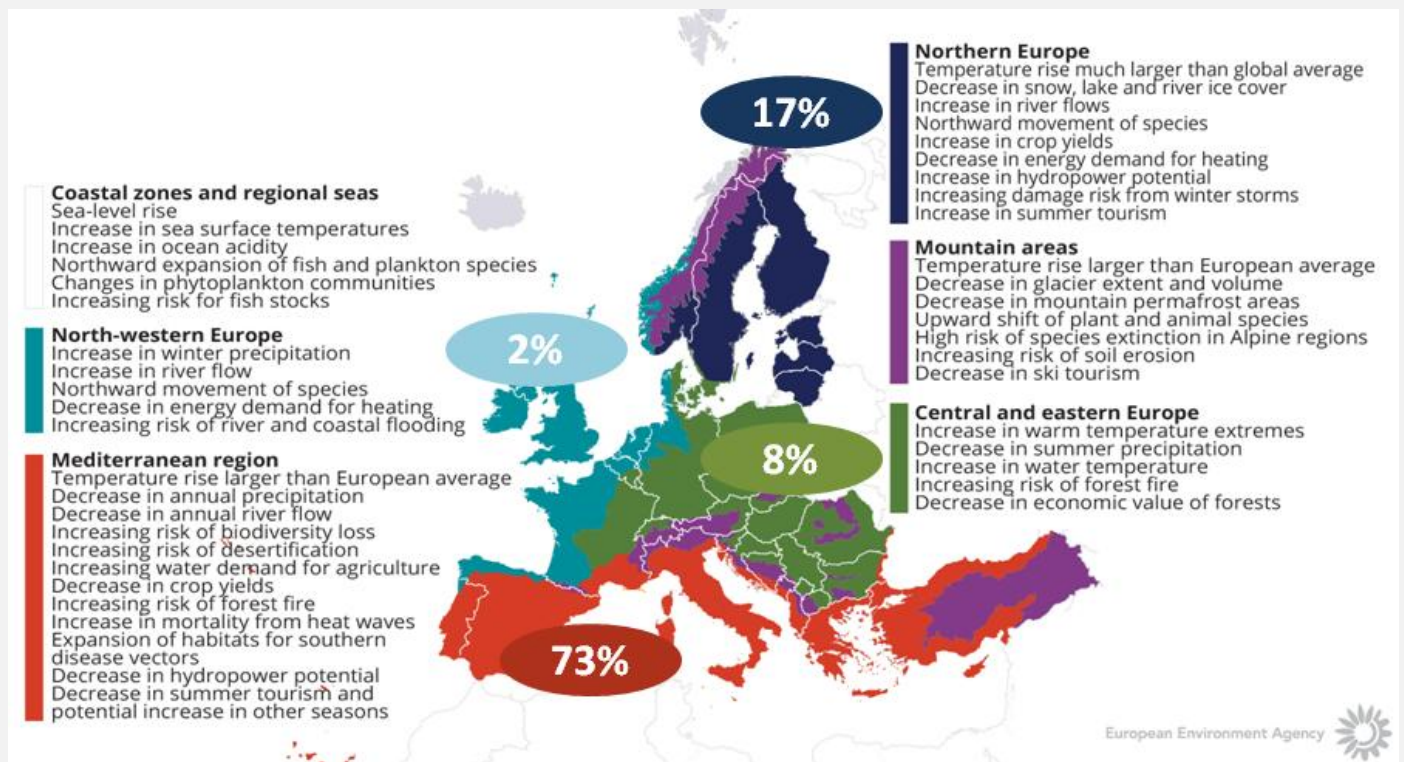 Coastal zones and regional seas
Sea-level rise
Increase in sea surface temperatures
Increase in ocean acidity
Northward expansion of fish and plankton species
Changes in phytoplankton communities
Increasing risk for fish stocks
North-western Europe
Increase in winter precipitation
Increase in river flow
Northward movement of species
Decrease in energy demand for heating
Increasing risk of river and coastal flooding
Mediterranean region
Temperature rise larger than European average
Decrease in annual precipitation
Decrease in annual river flow
Increasing risk of biodiversity loss
Increasing risk of desertification
Increasing water demand for agriculture
Decrease in crop yields
Increasing risk of forest fire
Increase in mortality from heat waves
Expansion of habitats for southern
disease vectors
Decrease in hydropower potential
Decrease in summer tourism and
potential increase in other seasons
17%
2%
8%
73%
Northern Europe
Temperature rise much larger than global average
Decrease in snow, lake and river ice cover
Increase in river flows
Northward movement of species
Increase in crop yields
Decrease in energy demand for heating
Increase in hydropower potential
Increasing damage risk from winter storms
Increase in summer tourism
Mountain areas
Temperature rise larger than European average
Decrease in glacier extent and volume
Decrease in mountain permafrost areas
Upward shift of plant and animal species
High risk of species extinction in Alpine regions
Increasing risk of soil erosion
Decrease in ski tourism
Central and eastern Europe
Increase in warm temperature extremes
Decrease in summer precipitation
Increase in water temperature
Increasing risk of forest fire
Decrease in economic value of forests
European Environment Agency